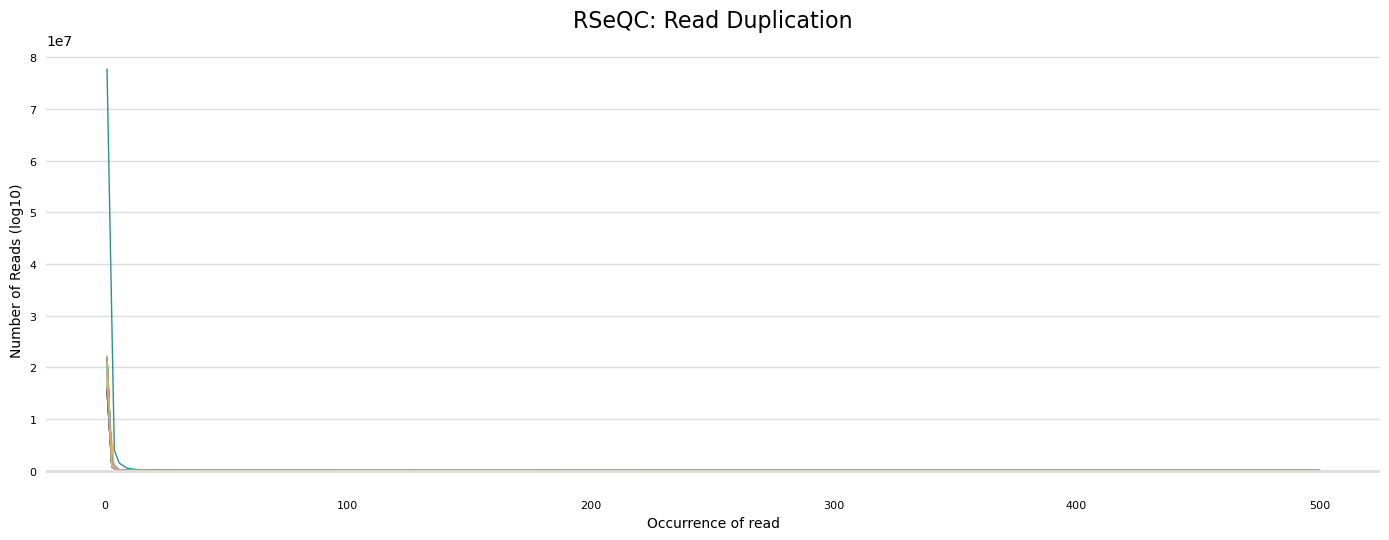 RSeQC: Read Duplication
1e7
8
7
6
5
4
3
2
1
0
Number of Reads (log10)
0 100 200 300 400 500
Occurrence of read